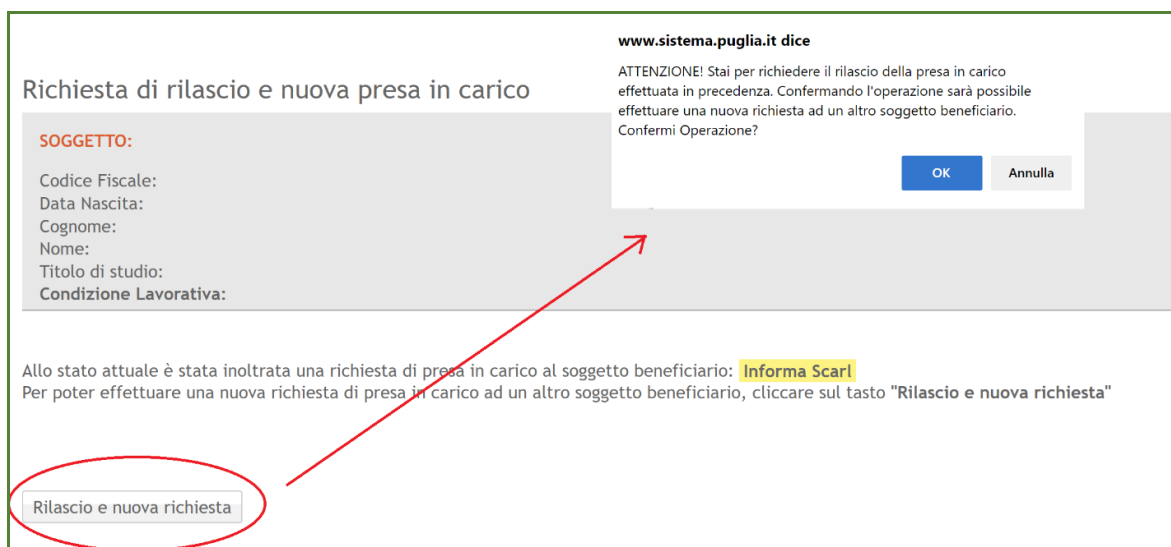 www.sistema.puglia.it dice
ATTENZIONE! Stai per richiedere il rilascio della presa in carico
effettuata in precedenza. Confermando l'operazione sarà possibile
effettuare una nuova richiesta ad un altro soggetto beneficiario.
Confermi Operazione?
OK Annulla
Richiesta di rilascio e nuova presa in carico
SOGGETTO:
Codice Fiscale:
Data Nascita:
Cognome:
Nome:
Titolo di studio:
Condizione Lavorativa:
Allo stato attuale è stata inoltrata una richiesta di presa in carico al soggetto beneficiario: Informa Scarl
Per poter effettuare una nuova richiesta di presa in carico ad un altro soggetto beneficiario, cliccare sul tasto "Rilascio e nuova richiesta"
Rilascio e nuova richiesta